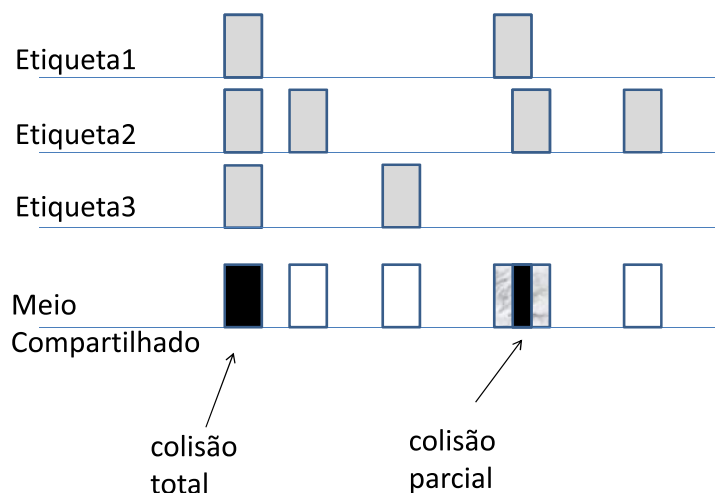 Etiqueta1
Etiqueta2
Etiqueta3
Meio
Compartilhado
colisão
total
colisão
parcial